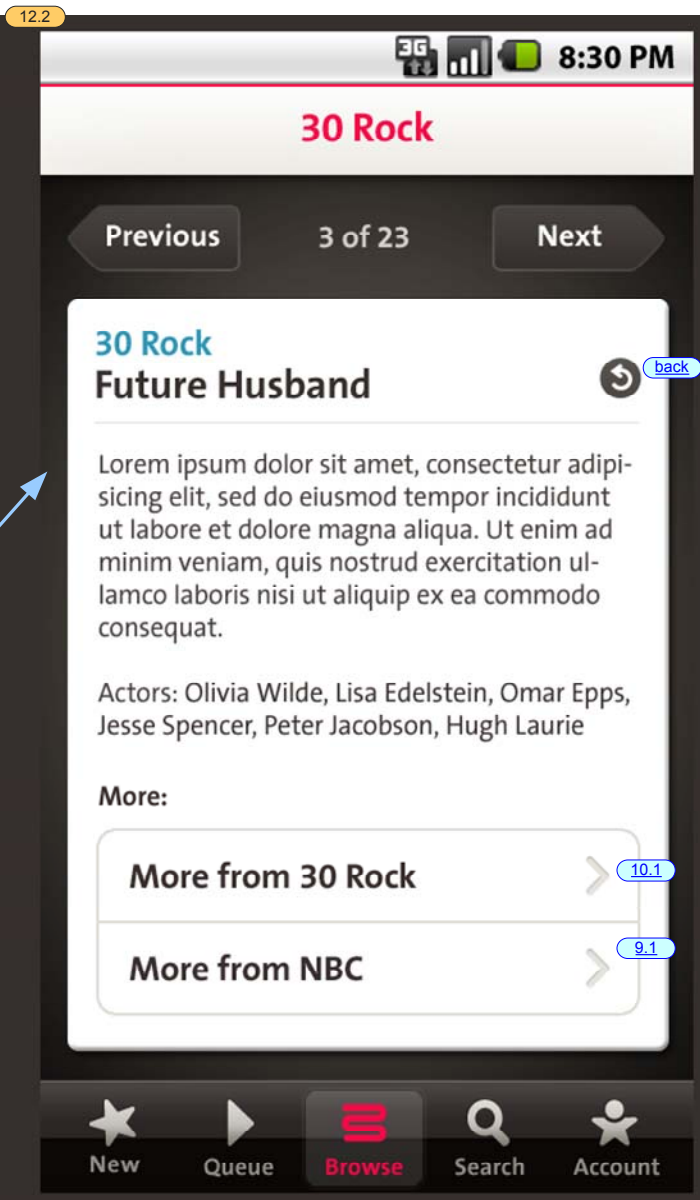 12.2
3G 8:30 PM
30 Rock
Previous 3 of 23 Next
30 Rock
Future Husband
back
Lorem ipsum dolor sit amet, consectetur adipi-
sicing elit, sed do eiusmod tempor incididunt
ut labore et dolore magna aliqua. Ut enim ad
minim veniam, quis nostrud exercitation ul-
lamco laboris nisi ut aliquip ex ea commodo
consequat.
Actors: Olivia Wilde, Lisa Edelstein, Omar Epps,
Jesse Spencer, Peter Jacobson, Hugh Laurie
More:
More from 30 Rock 10.1
More from NBC 9.1
New Queue Browse Search Account